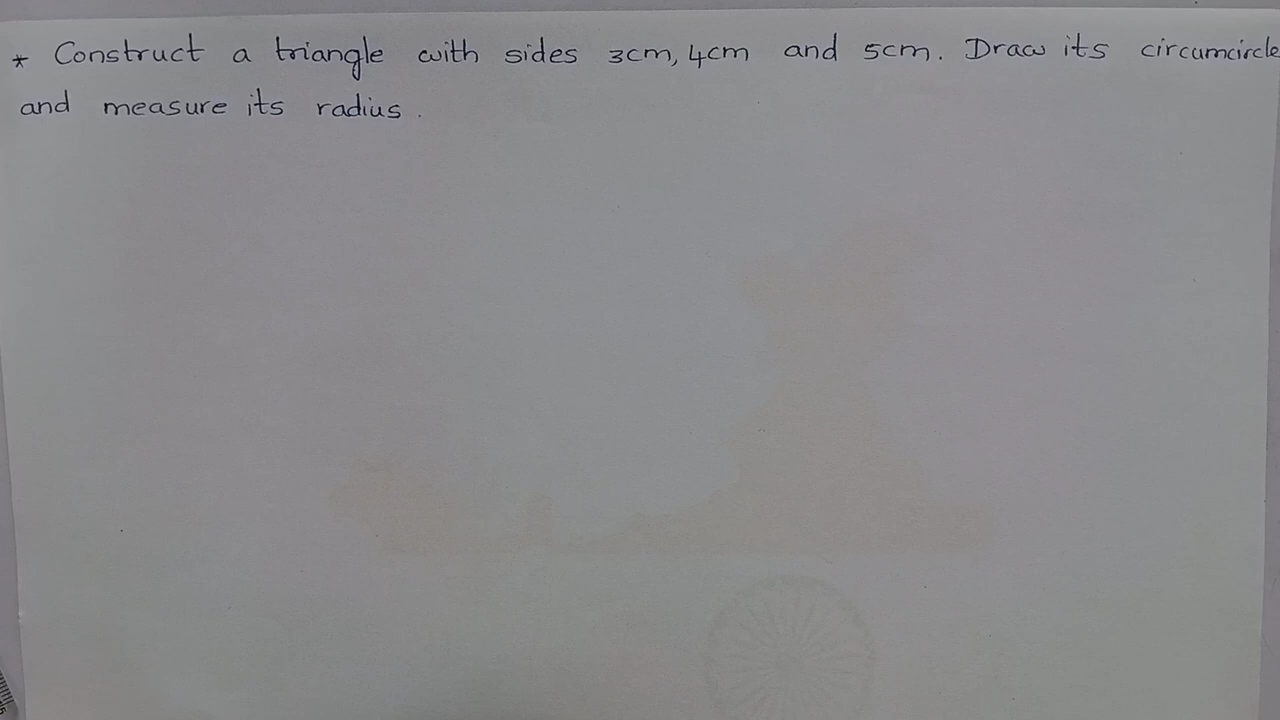 * Construct a triangle with sides 3cm, 4cm and 5cm. Draw its circumcircle
and measure its radius.